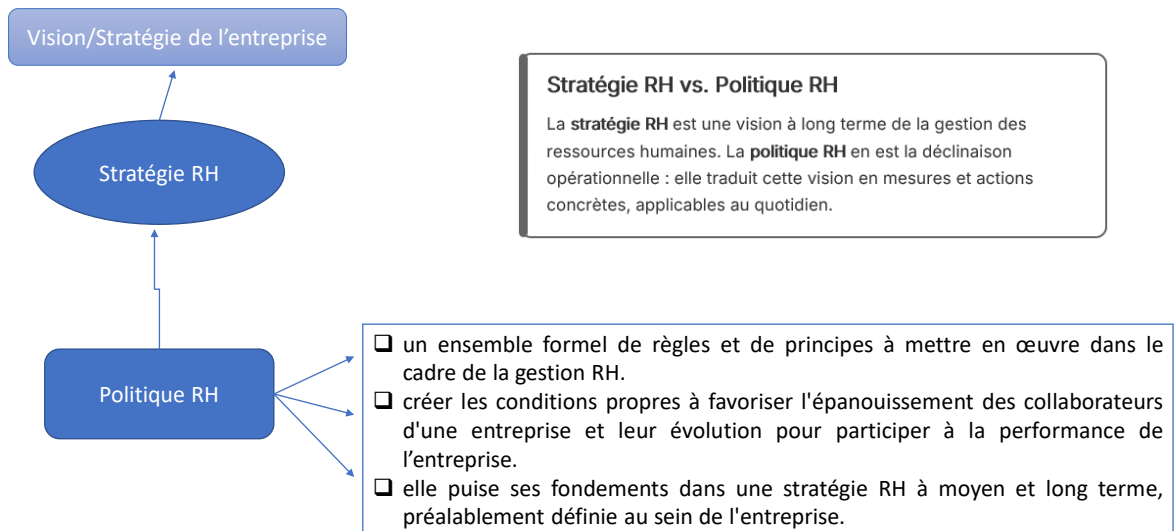 Vision/Stratégie de l’entreprise
Stratégie RH vs. Politique RH
La stratégie RH est une vision à long terme de la gestion des
ressources humaines. La politique RH en est la déclinaison
opérationnelle : elle traduit cette vision en mesures et actions
concrètes, applicables au quotidien.
Stratégie RH
Politique RH
❑ un ensemble formel de règles et de principes à mettre en œuvre dans le
cadre de la gestion RH.
❑ créer les conditions propres à favoriser l'épanouissement des collaborateurs
d'une entreprise et leur évolution pour participer à la performance de
l’entreprise.
❑ elle puise ses fondements dans une stratégie RH à moyen et long terme,
préalablement définie au sein de l'entreprise.